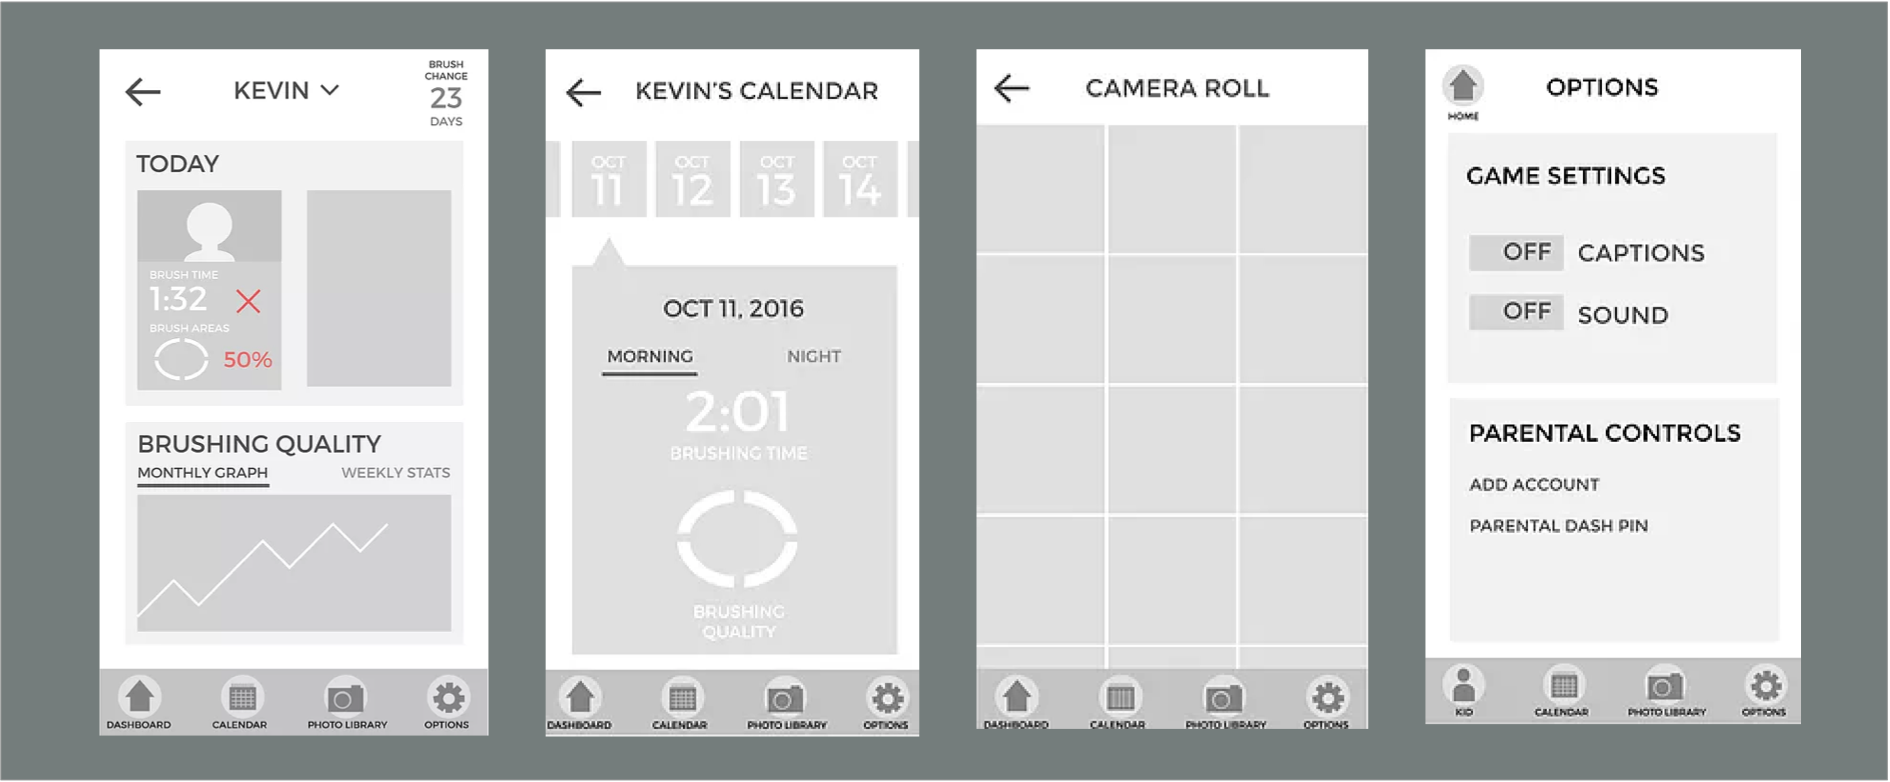 KEVIN
BRUSH
CHANGE
23
DAYS
TODAY
BRUSH TIME
1:32
BRUSH AREAS
50%
BRUSHING QUALITY
MONTHLY GRAPH
WEEKLY STATS
DASHBOARD
CALENDAR
PHOTO LIBRARY
OPTIONS
KEVIN'S CALENDAR
OCT
11
OCT
12
OCT
13
OCT
14
OCT 11, 2016
MORNING
NIGHT
2:01
BRUSHING TIME
BRUSHING
QUALITY
DASHBOARD
CALENDAR
PHOTO LIBRARY
OPTIONS
CAMERA ROLL
DASHBOARD
CALENDAR
PHOTO LIBRARY
OPTIONS
HOME
OPTIONS
GAME SETTINGS
OFF CAPTIONS
OFF SOUND
PARENTAL CONTROLS
ADD ACCOUNT
PARENTAL DASH PIN
KID
CALENDAR
PHOTO LIBRARY
OPTIONS